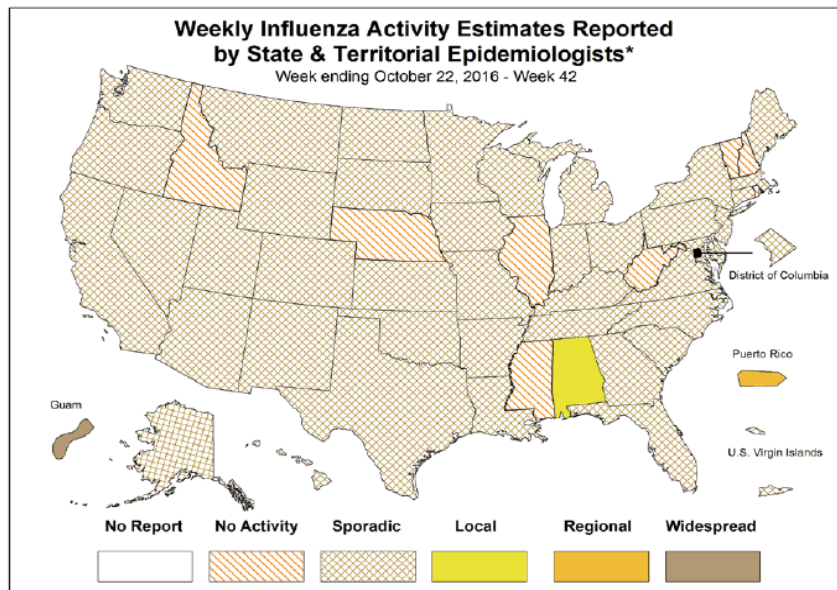 Weekly Influenza Activity Estimates Reported
by State & Territorial Epidemiologists*
Week ending October 22, 2016 - Week 42
District of Columbia
Puerto Rico
Guam
U.S. Virgin Islands
No Report
No Activity
Sporadic
Local
Regional
Widespread